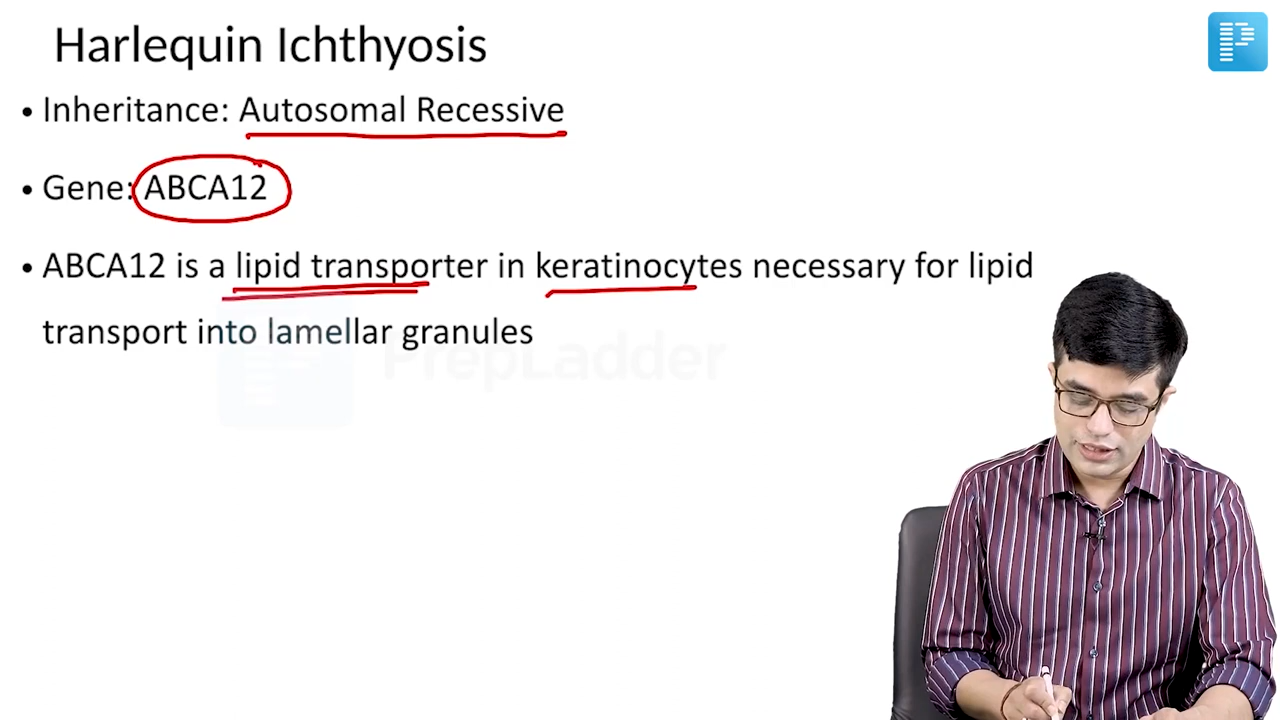 Harlequin Ichthyosis
• Inheritance: Autosomal Recessive
• Gene: ABCA12
• ABCA12 is a lipid transporter in keratinocytes necessary for lipid
transport into lamellar granules
PrepLadder